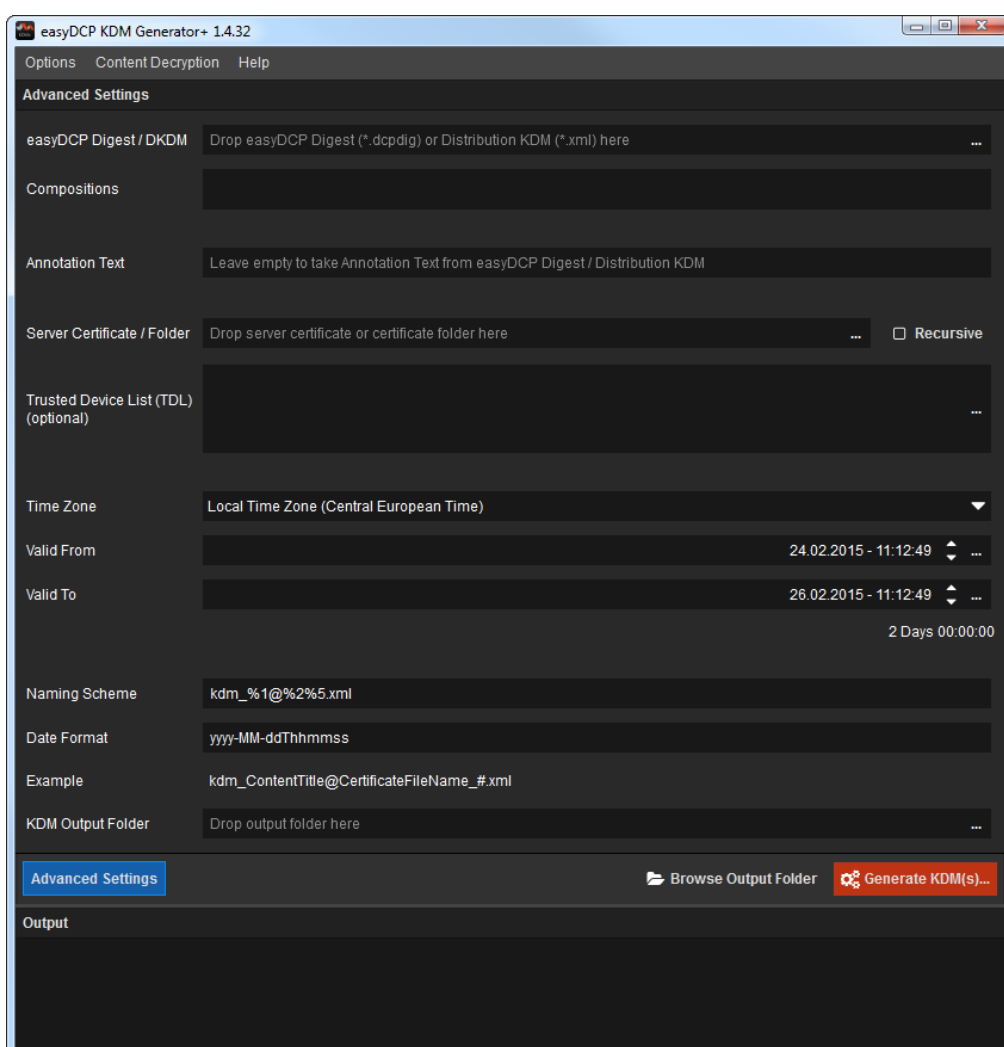 easyDCP KDM Generator+ 1.4.32
Options Content Decryption Help
Advanced Settings
easyDCP Digest / DKDM Drop easyDCP Digest (*.dcpdig) or Distribution KDM (*.xml) here ...
Compositions
Annotation Text Leave empty to take Annotation Text from easyDCP Digest / Distribution KDM
Server Certificate / Folder Drop server certificate or certificate folder here ... Recursive
Trusted Device List (TDL)
(optional) ...
Time Zone Local Time Zone (Central European Time)
Valid From 24.02.2015 - 11:12:49 ...
Valid To 26.02.2015 - 11:12:49 ...
2 Days 00:00:00
Naming Scheme kdm_%1@%2%5.xml
Date Format yyyy-MM-ddThhmmss
Example kdm_ContentTitle@CertificateFileName_#.xml
KDM Output Folder Drop output folder here ...
Advanced Settings Browse Output Folder Generate KDM(s)...
Output